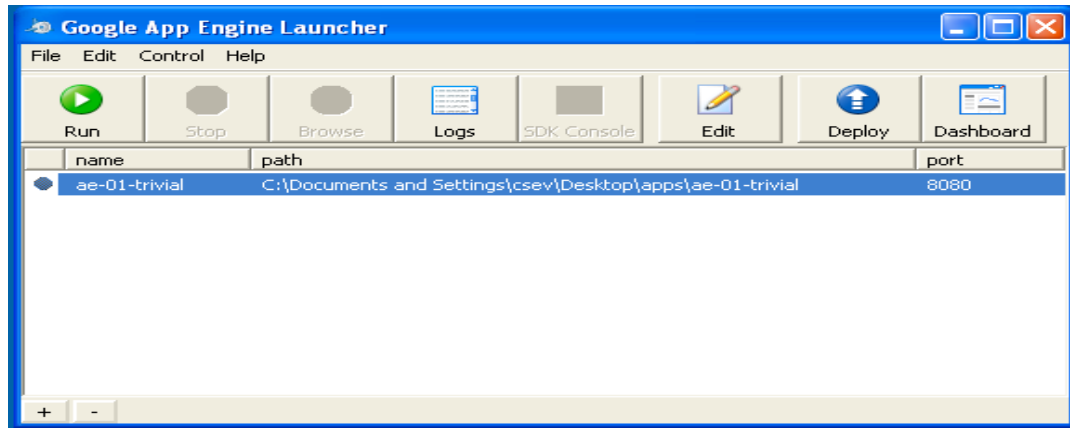 Google App Engine Launcher
File Edit Control Help
Run Stop Browse Logs SDK Console Edit Deploy Dashboard
name path port
ae-01-trivial C:\Documents and Settings\csev\Desktop\apps\ae-01-trivial 8080
+ -